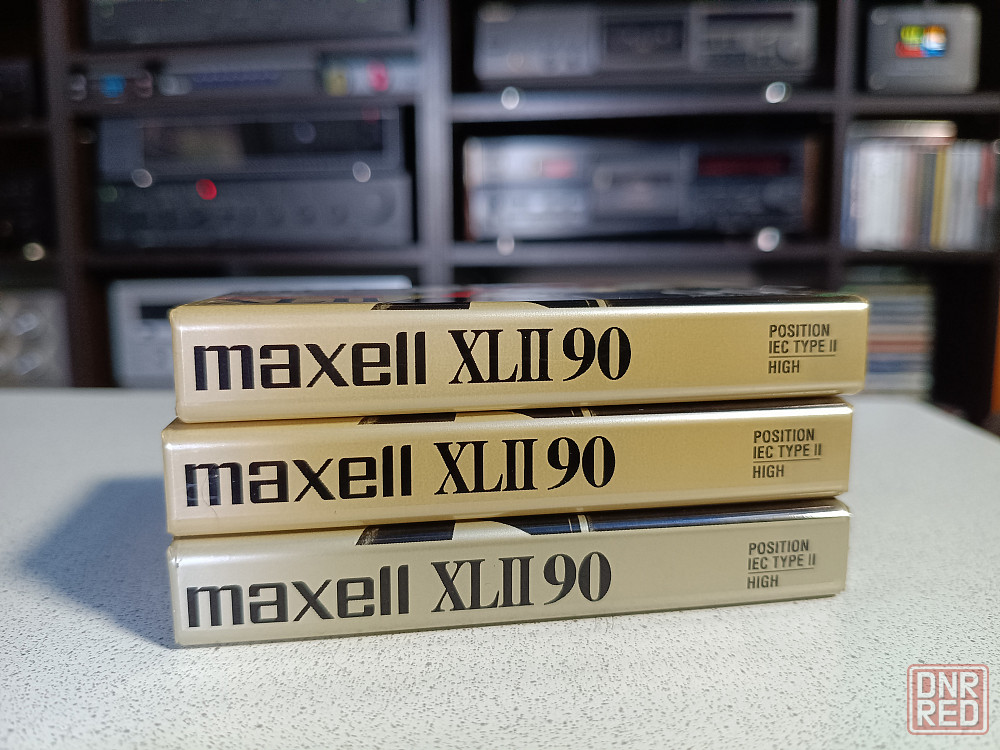 maxell XLII 90
POSITION
IEC TYPE II
HIGH
maxell XLII 90
POSITION
IEC TYPE II
HIGH
maxell XLII 90
POSITION
IEC TYPE II
HIGH
DNR
RED